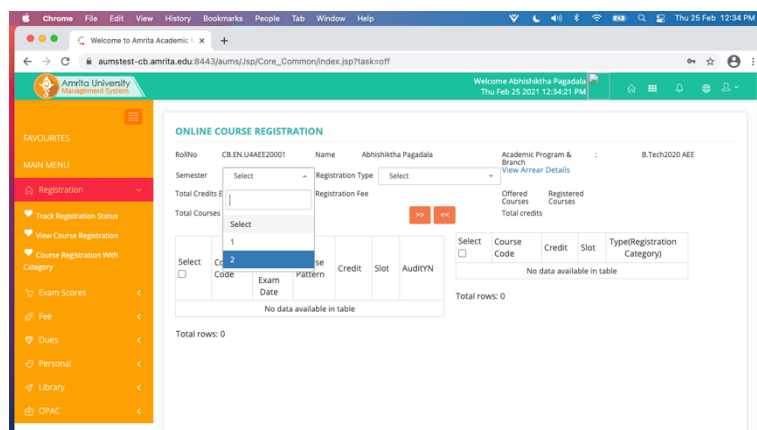 Chrome File Edit View History Bookmarks People Tab Window Help Thu 25 Feb 12:34 PM
Welcome to Amrita Academic
aumstest-cb.amrita.edu:8443/aums/Jsp/Core_Common/index.jsp?task=off
Amrita University
Management System
Welcome Abhishiktha Pagadala
Thu Feb 25 2021 12:34:21 PM
FAVOURITES
MAIN MENU
Registration
Track Registration Status
View Course Registration
Course Registration With
Category
Exam Scores
Fee
Dues
Personal
Library
OPAC
ONLINE COURSE REGISTRATION
RollNo CB.EN.U4AEE20001 Name Abhishiktha Pagadala Academic Program &
Branch : B.Tech2020 AEE
Semester Select Registration Type Select View Arrear Details
Total Credits E Registration Fee Offered
Courses Registered
Courses
Total Courses >> << Total credits
Select
1
2
Select Co
Code Exam
Date se
Pattern Credit Slot AuditYN
No data available in table
Total rows: 0
Select Course
Code Credit Slot Type(Registration
Category)
No data available in table
Total rows: 0